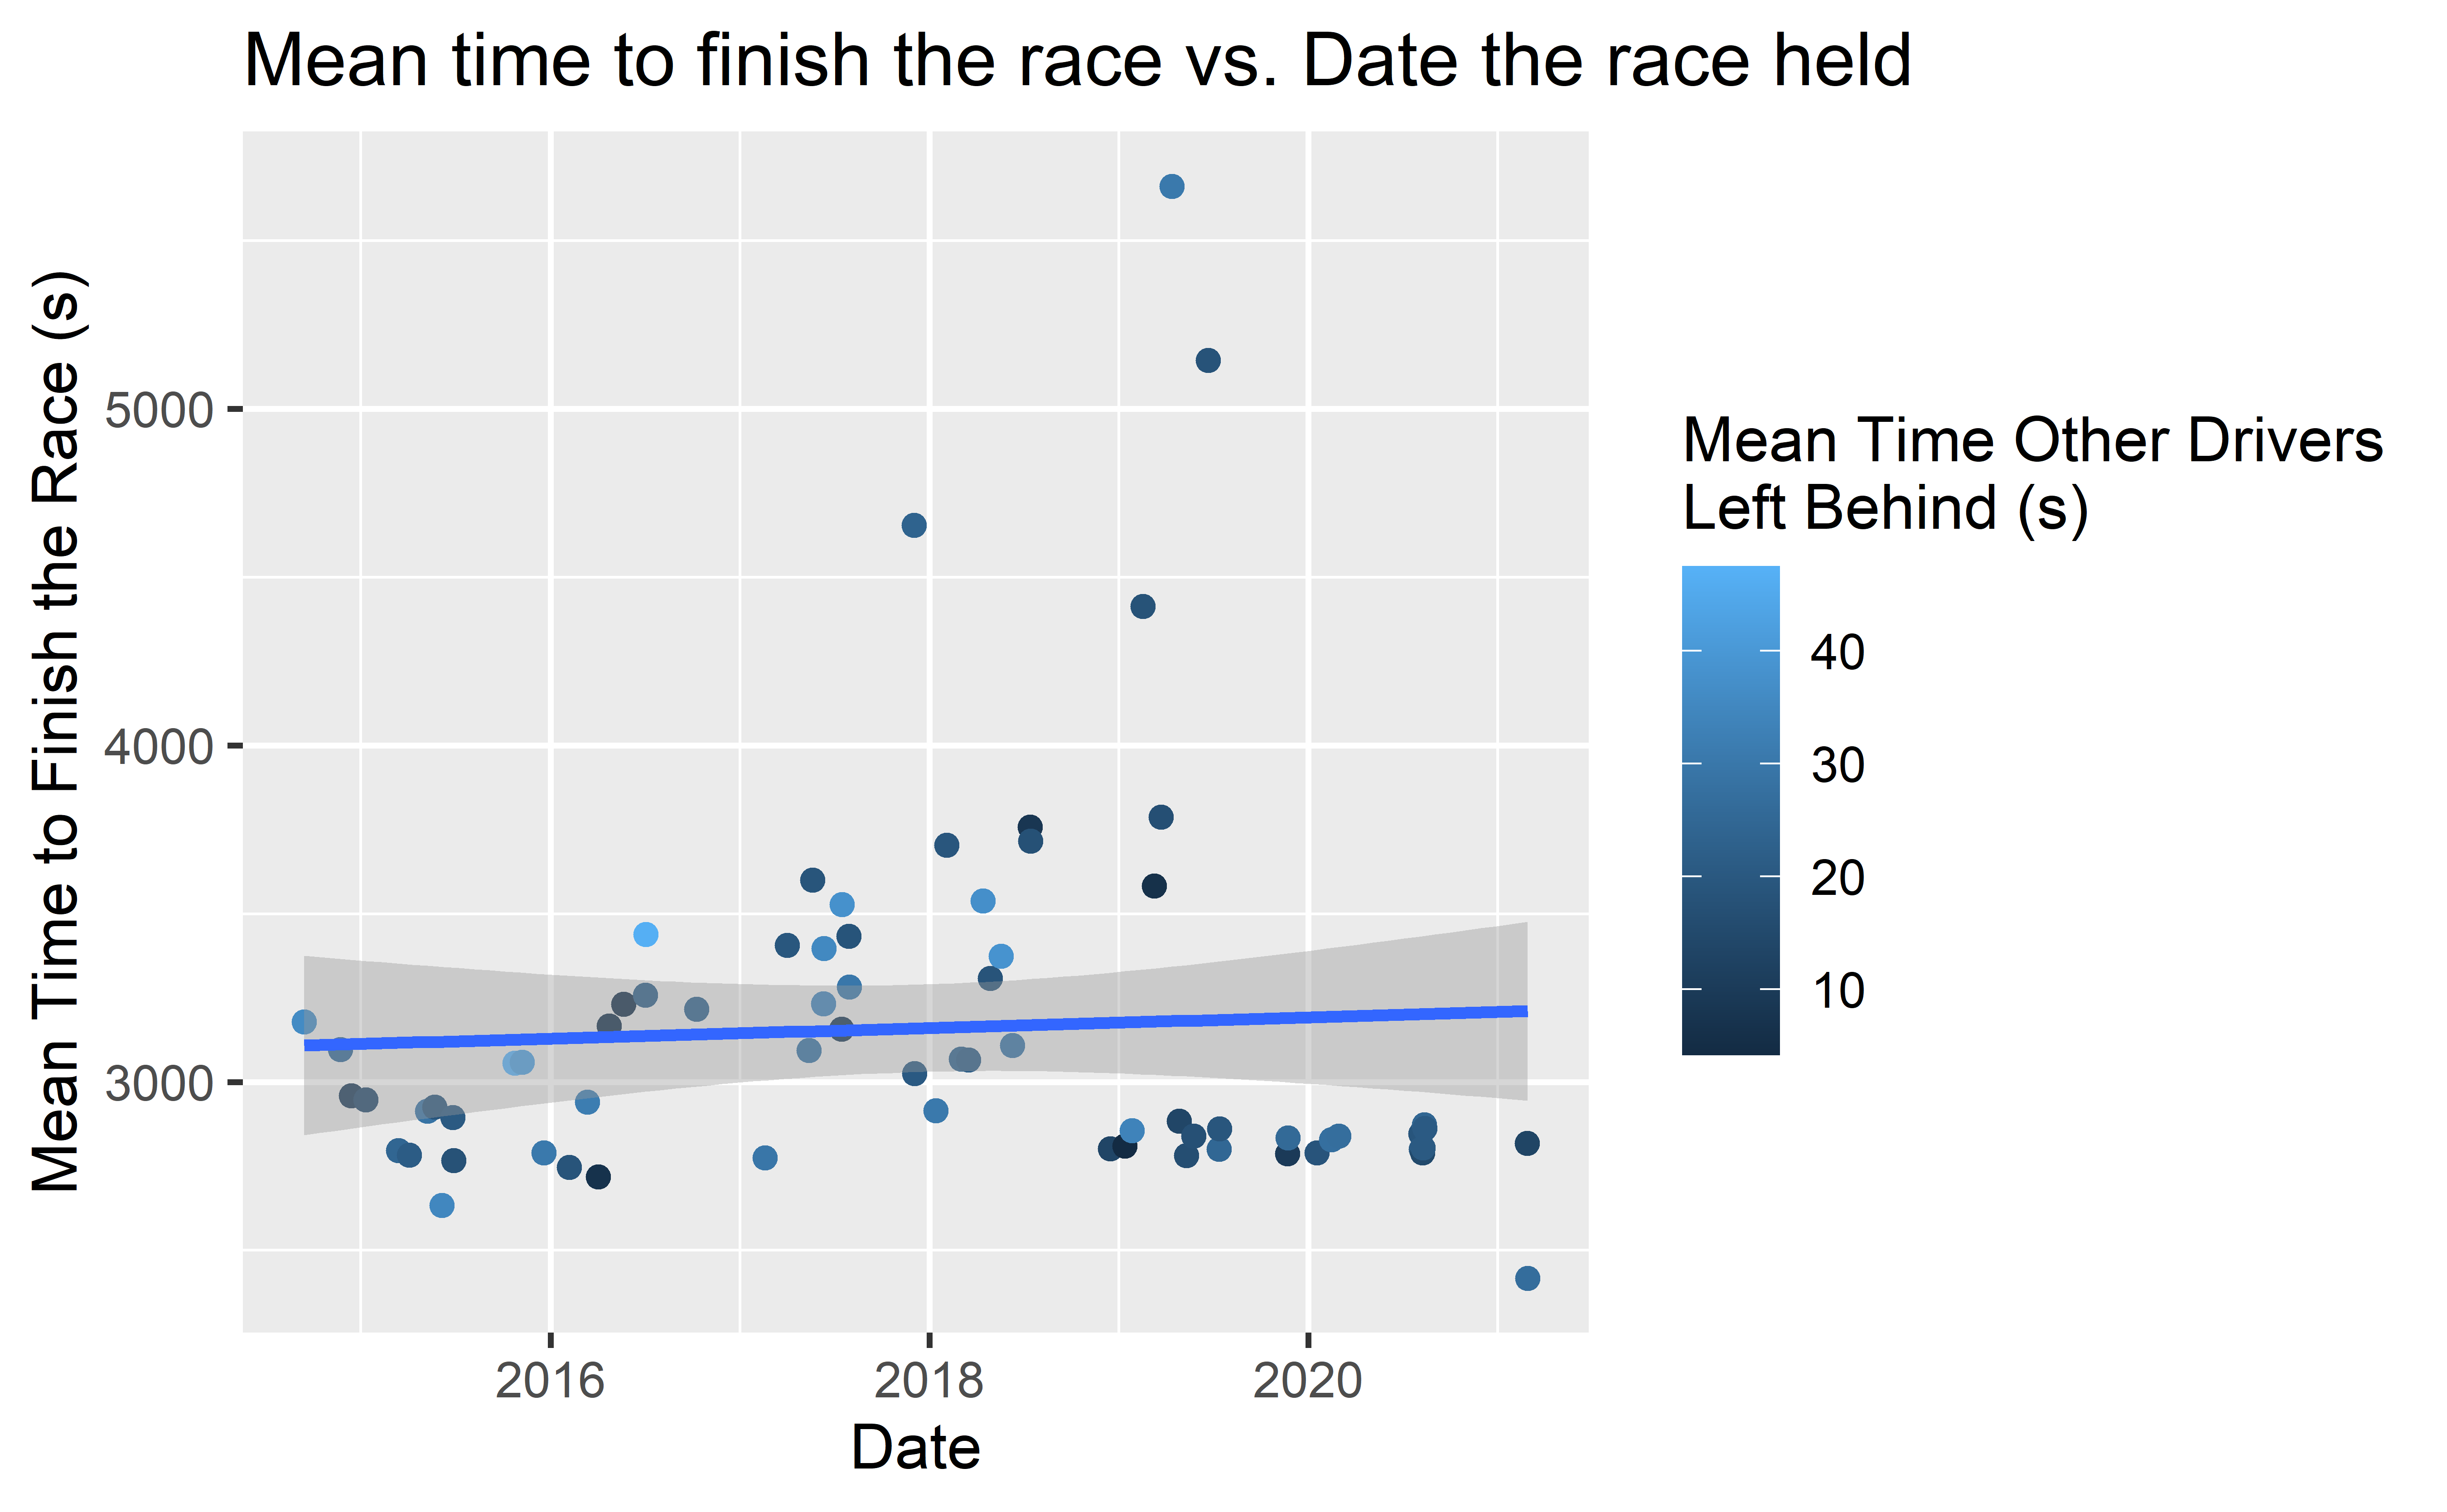 Mean time to finish the race vs. Date the race held
Mean Time to Finish the Race (s)
5000
4000
3000
2016
2018
2020
Date
Mean Time Other Drivers
Left Behind (s)
40
30
20
10